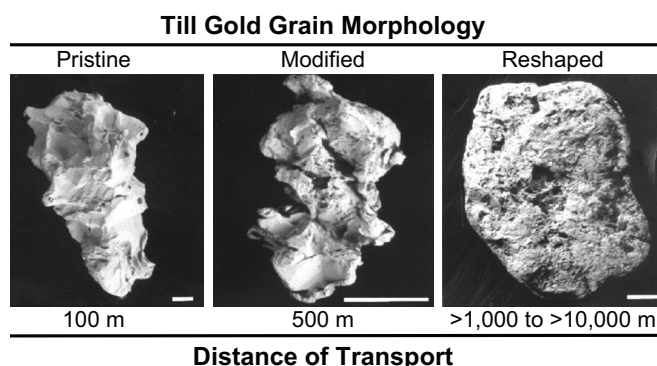 Till Gold Grain Morphology
Pristine Modified Reshaped
100 m 500 m >1,000 to >10,000 m
Distance of Transport